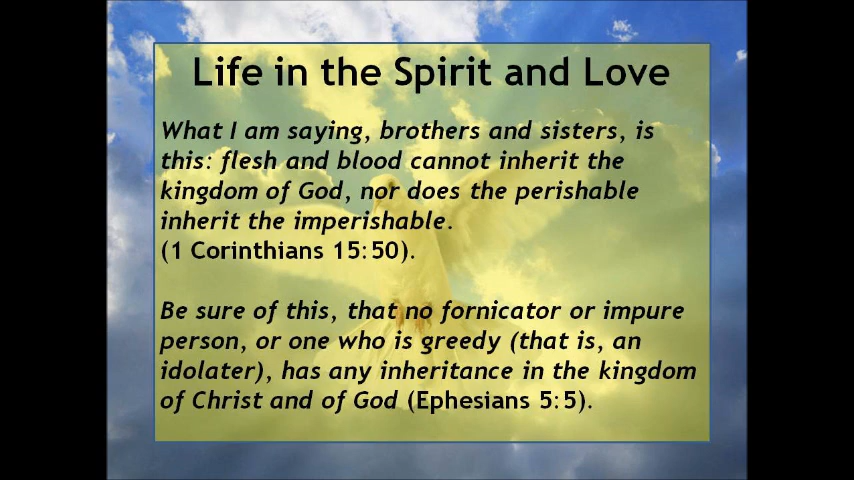 Life in the Spirit and Love
What I am saying, brothers and sisters, is
this: flesh and blood cannot inherit the
kingdom of God, nor does the perishable
inherit the imperishable.
(1 Corinthians 15:50).
Be sure of this, that no fornicator or impure
person, or one who is greedy (that is, an
idolater), has any inheritance in the kingdom
of Christ and of God (Ephesians 5:5).